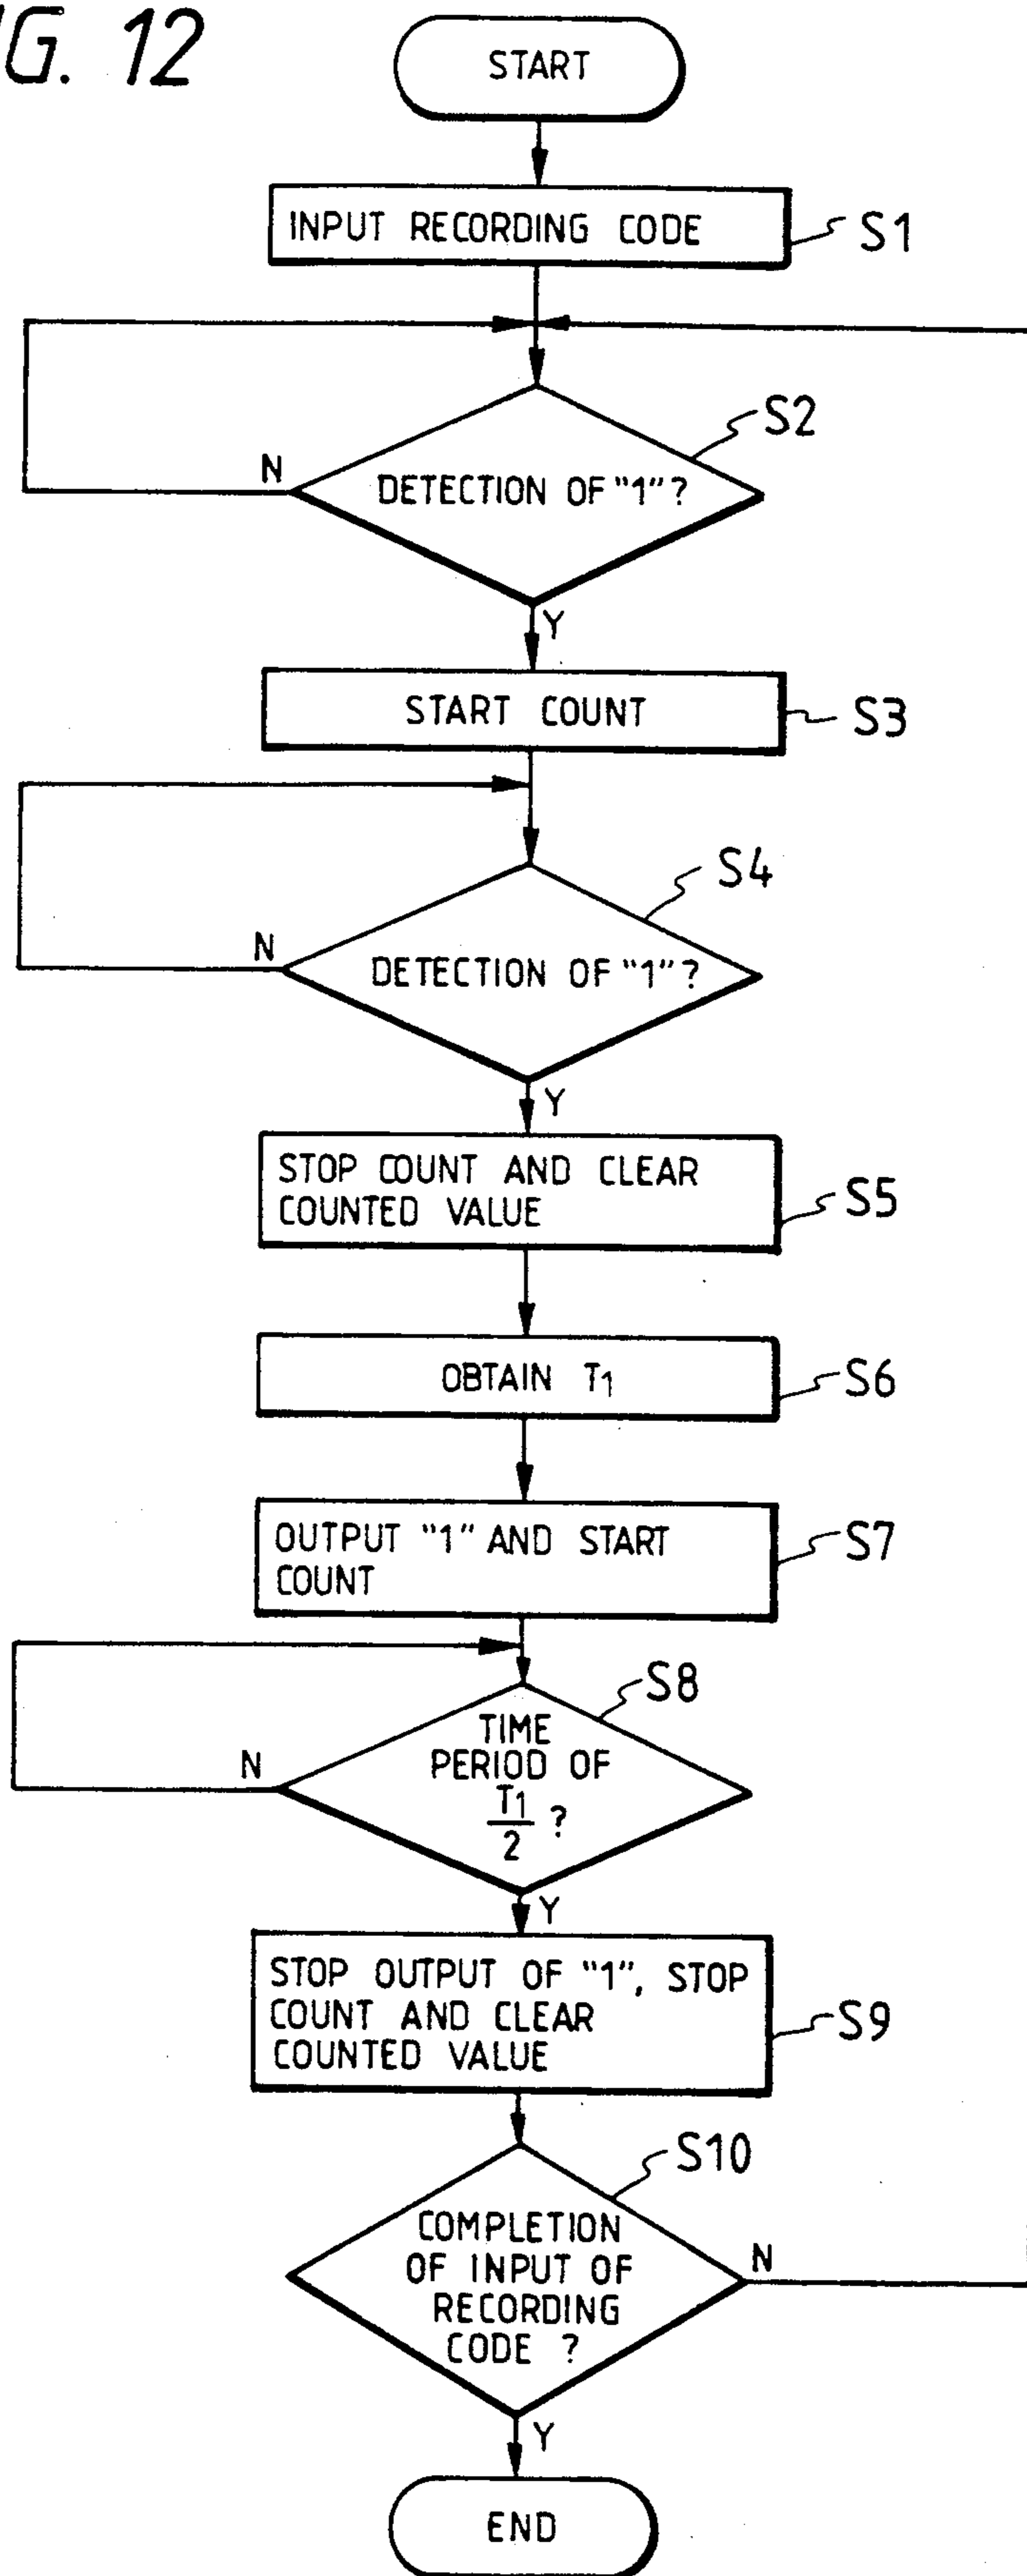 G. 12
START
INPUT RECORDING CODE
S1
S2
N
DETECTION OF "1"?
Y
START COUNT
S3
S4
N
DETECTION OF "1"?
Y
STOP COUNT AND CLEAR
COUNTED VALUE
S5
OBTAIN T1
S6
OUTPUT "1" AND START
COUNT
S7
S8
N
TIME
PERIOD OF
T1
2
?
Y
STOP OUTPUT OF "1", STOP
COUNT AND CLEAR
COUNTED VALUE
S9
S10
COMPLETION
OF INPUT OF
RECORDING
CODE ?
N
Y
END